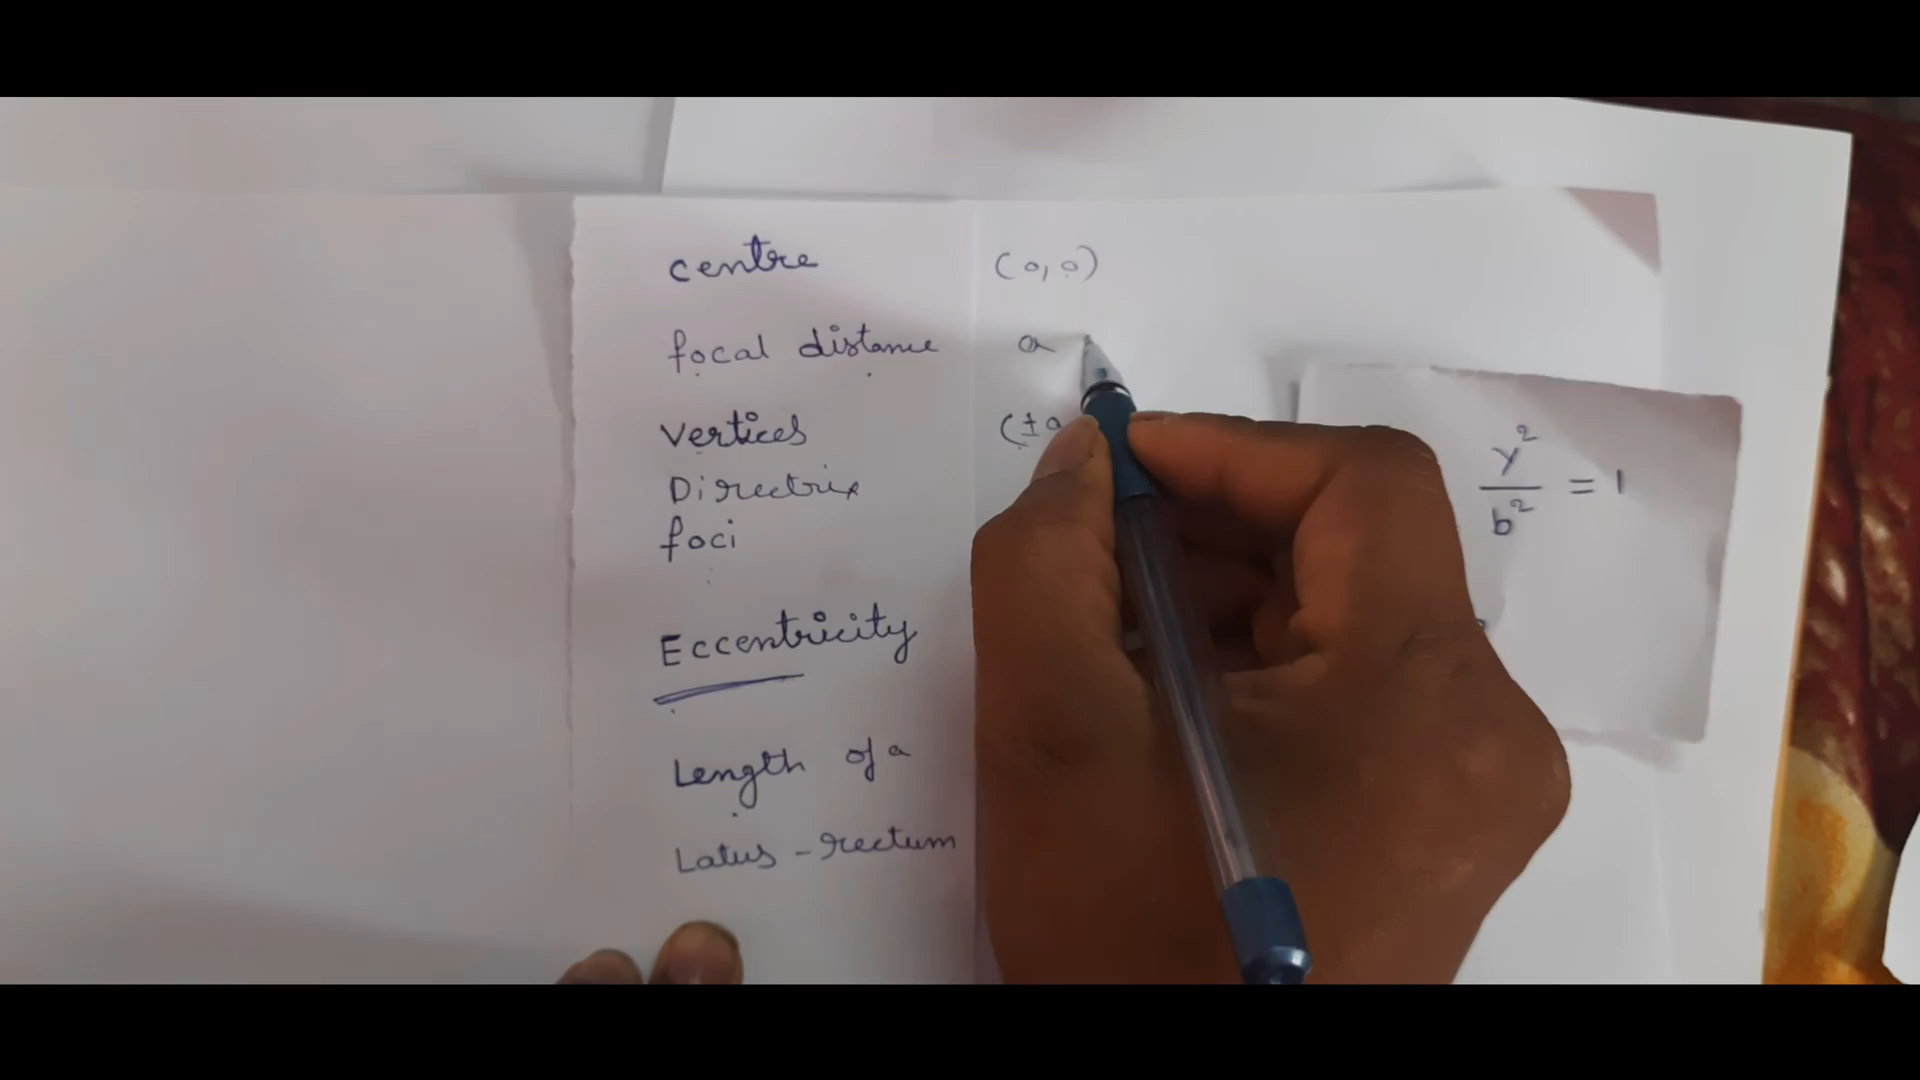 centre (0,0)
focal distance a
Vertices (±a
Directrix
foci
Eccentricity
Length of a
Latus - rectum
y²
b²
= 1